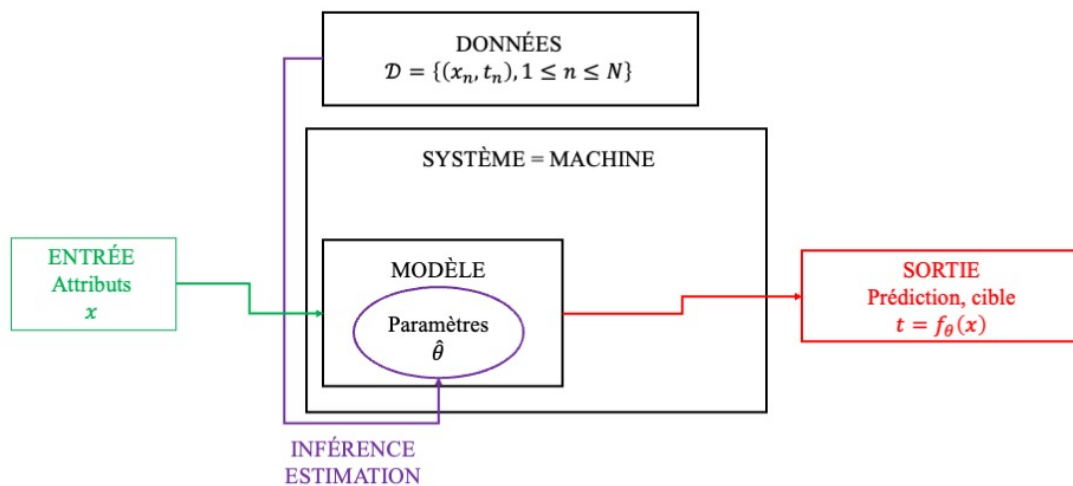 DONNÉES
𝒟 = {(xₙ, tₙ), 1 ≤ n ≤ N}
SYSTÈME = MACHINE
ENTRÉE
Attributs
x
MODÈLE
Paramètres
θ̂
SORTIE
Prédiction, cible
t = f_θ(x)
INFÉRENCE
ESTIMATION